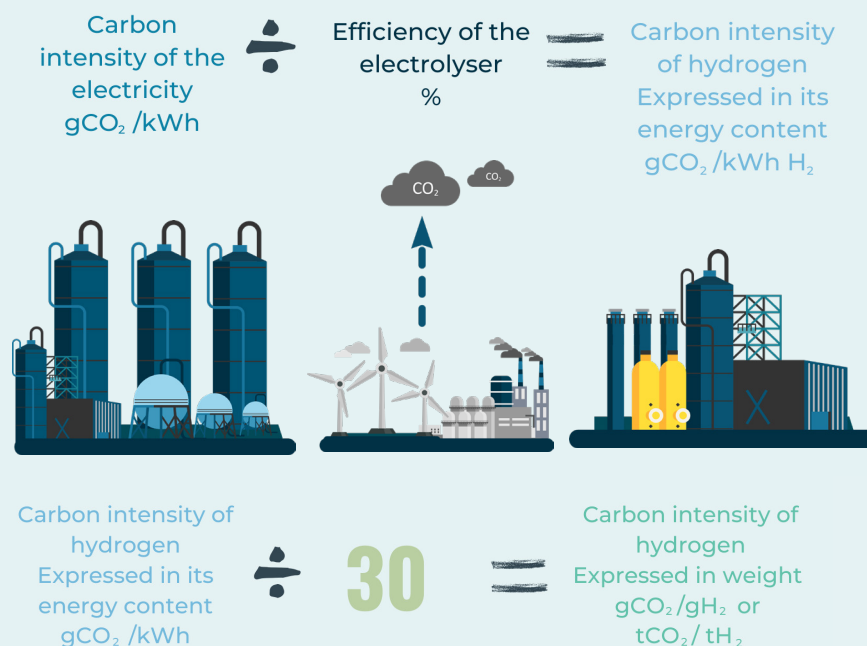 Carbon
intensity of the
electricity
gCO₂ /kWh
÷
Efficiency of the
electrolyser
%
=
Carbon intensity
of hydrogen
Expressed in its
energy content
gCO₂ /kWh H₂
CO₂
CO₂
Carbon intensity of
hydrogen
Expressed in its
energy content
gCO₂ /kWh
÷
30
=
Carbon intensity of
hydrogen
Expressed in weight
gCO₂/gH₂ or
tCO₂/ tH₂